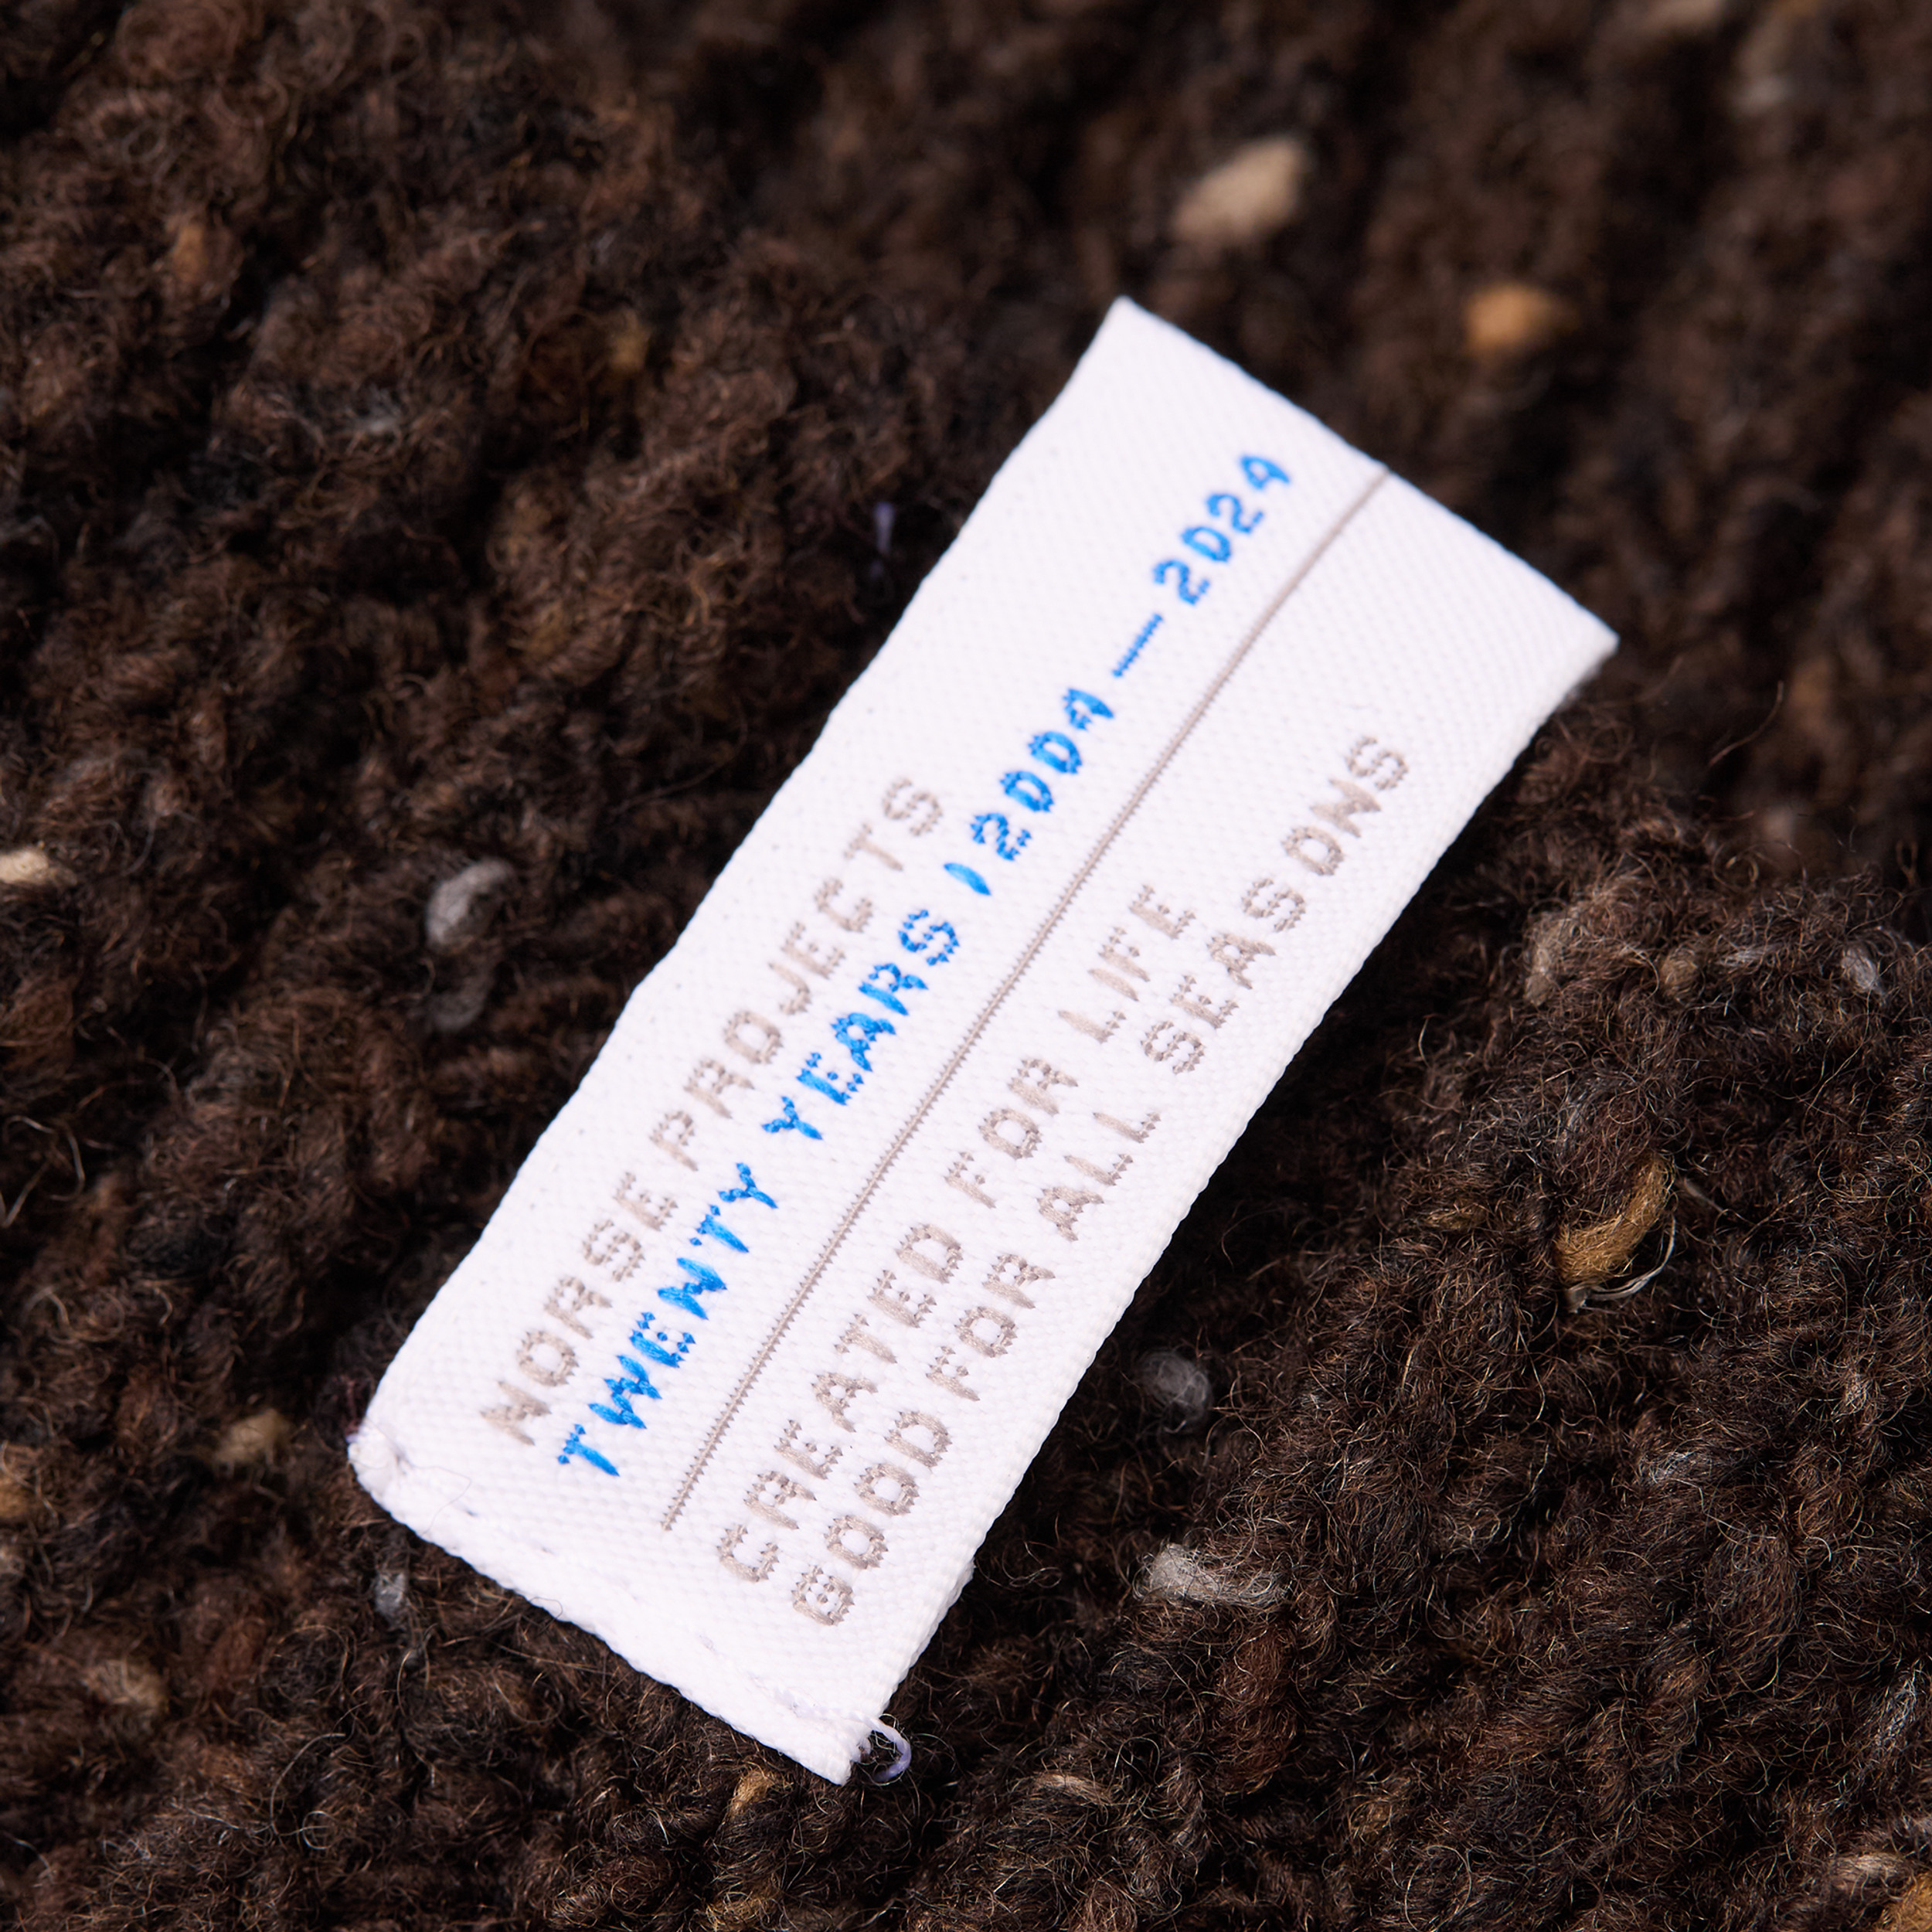 NORSE PROJECTS
TWENTY YEARS / 2004 — 2024
CREATED FOR LIFE
GOOD FOR ALL SEASONS